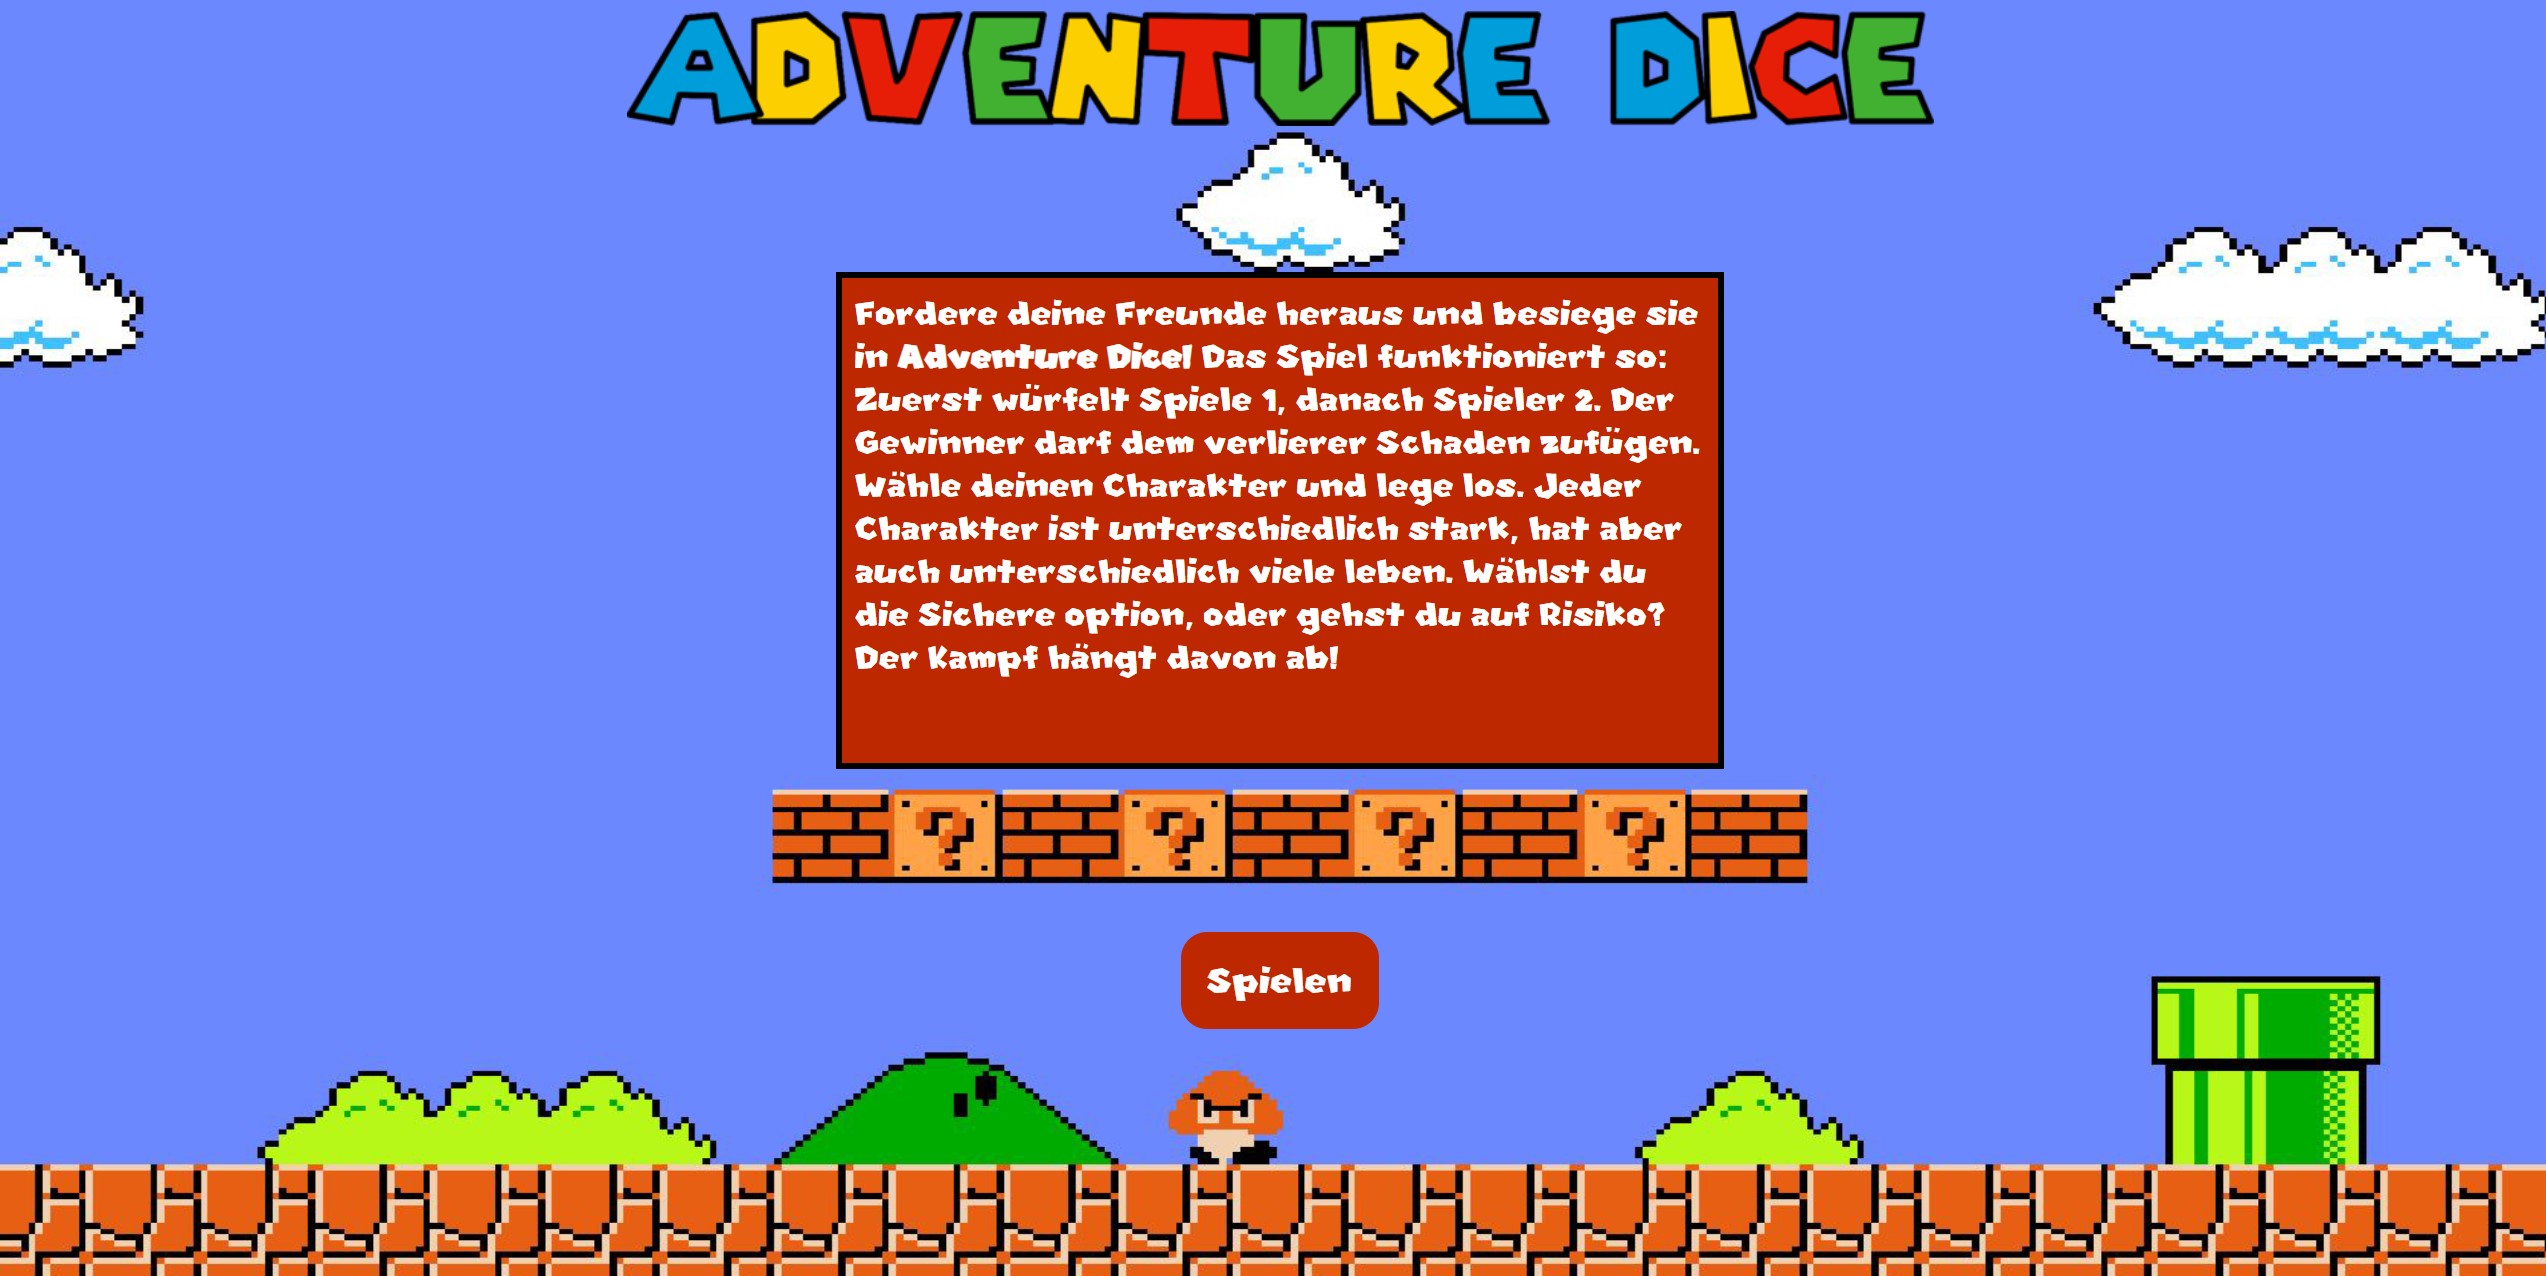 ADVENTURE DICE
Fordere deine Freunde heraus und besiege sie
in Adventure Dice! Das Spiel funktioniert so:
Zuerst würfelt Spiele 1, danach Spieler 2. Der
Gewinner darf dem verlierer Schaden zufügen.
Wähle deinen Charakter und lege los. Jeder
Charakter ist unterschiedlich stark, hat aber
auch unterschiedlich viele leben. Wählst du
die Sichere option, oder gehst du auf Risiko?
Der Kampf hängt davon ab!
? ? ? ?
Spielen